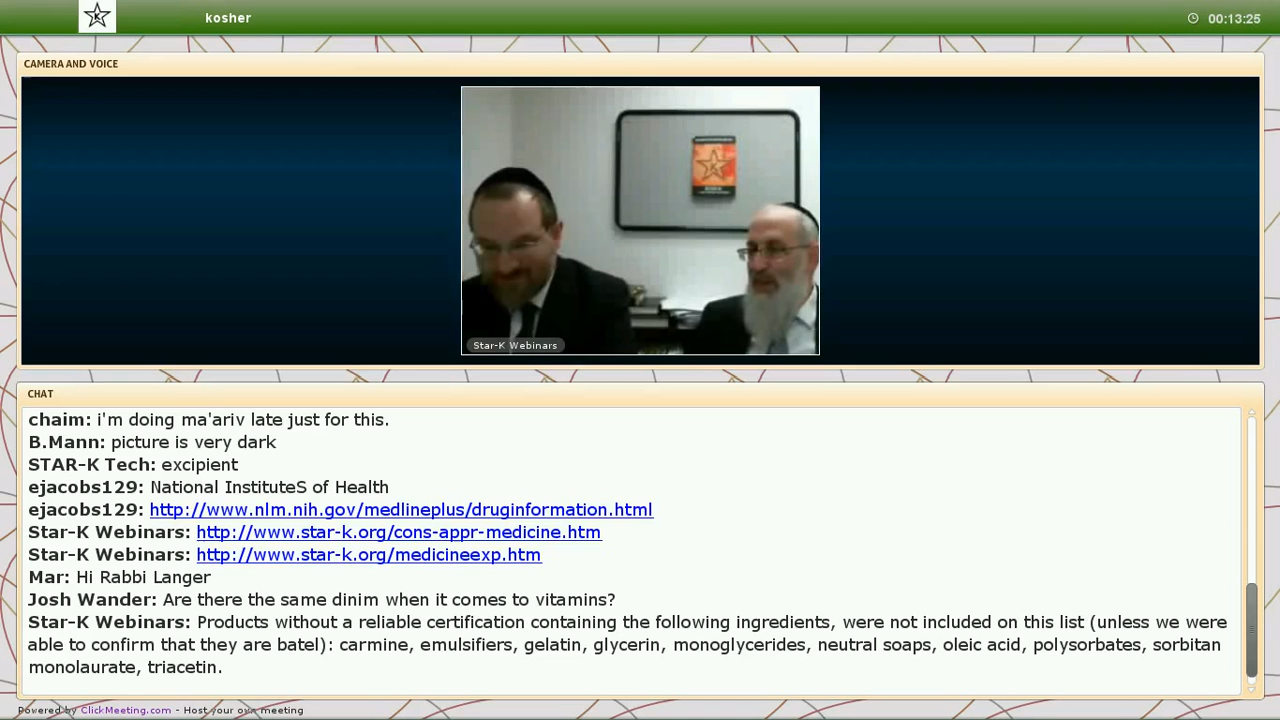 K
kosher
00:13:25
CAMERA AND VOICE
K
Star-K Webinars
CHAT
chaim: i'm doing ma'ariv late just for this.
B.Mann: picture is very dark
STAR-K Tech: excipient
ejacobs129: National InstituteS of Health
ejacobs129: http://www.nlm.nih.gov/medlineplus/druginformation.html
Star-K Webinars: http://www.star-k.org/cons-appr-medicine.htm
Star-K Webinars: http://www.star-k.org/medicineexp.htm
Mar: Hi Rabbi Langer
Josh Wander: Are there the same dinim when it comes to vitamins?
Star-K Webinars: Products without a reliable certification containing the following ingredients, were not included on this list (unless we were
able to confirm that they are batel): carmine, emulsifiers, gelatin, glycerin, monoglycerides, neutral soaps, oleic acid, polysorbates, sorbitan
monolaurate, triacetin.
Powered by ClickMeeting.com - Host your own meeting